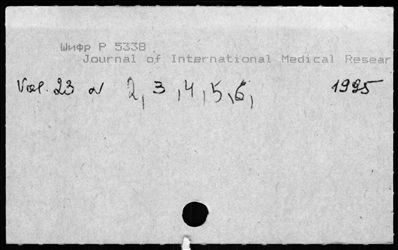 Шифр Р 5338
Journal of International Medical Resear
Vol. 23 N 2, 3, 4, 5, 6, 1995